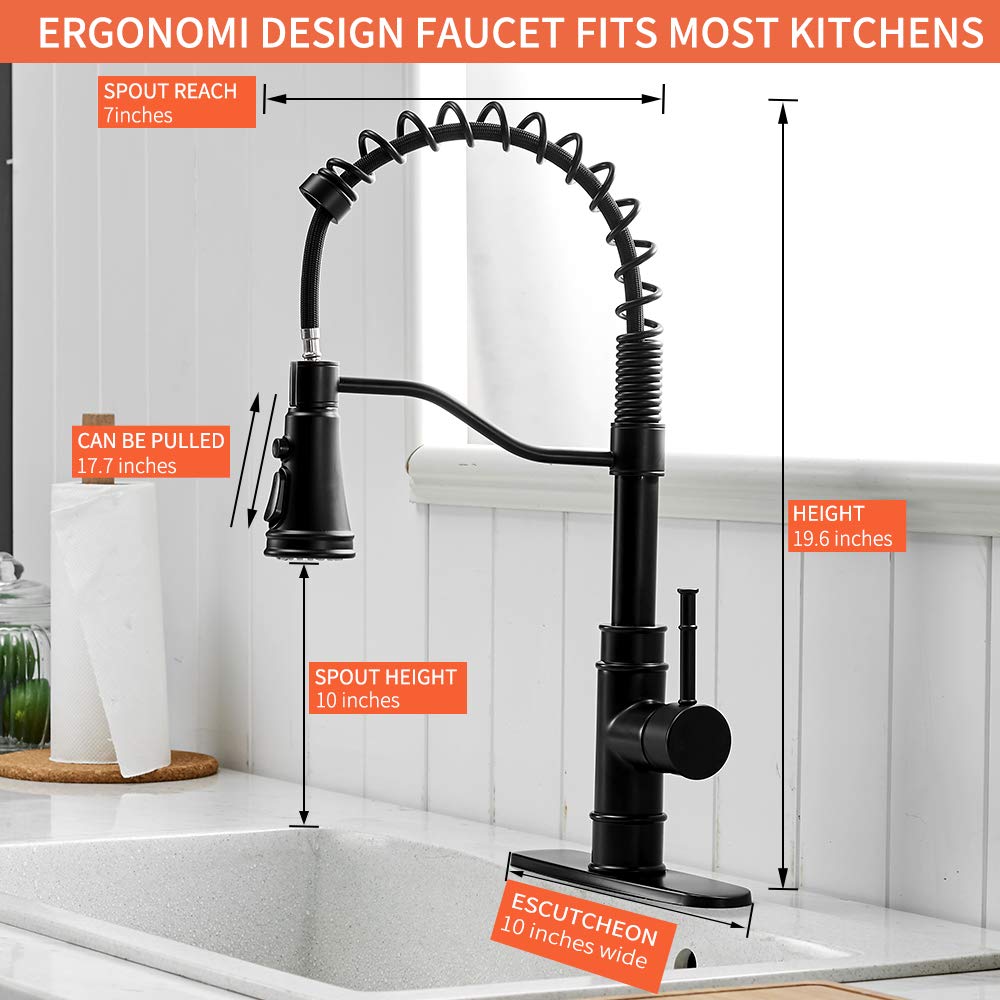 ERGONOMI DESIGN FAUCET FITS MOST KITCHENS
SPOUT REACH
7inches
CAN BE PULLED
17.7 inches
HEIGHT
19.6 inches
SPOUT HEIGHT
10 inches
ESCUTCHEON
10 inches wide